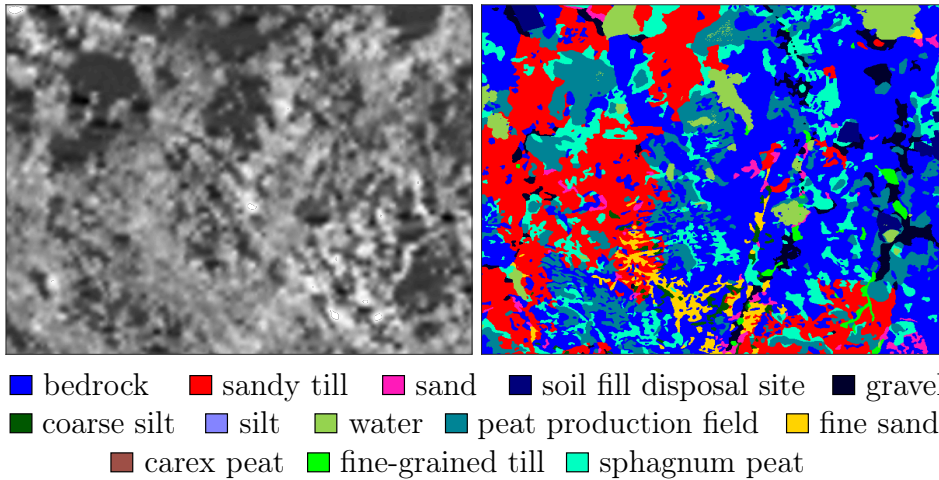 bedrock sandy till sand soil fill disposal site gravel
coarse silt silt water peat production field fine sand
carex peat fine-grained till sphagnum peat